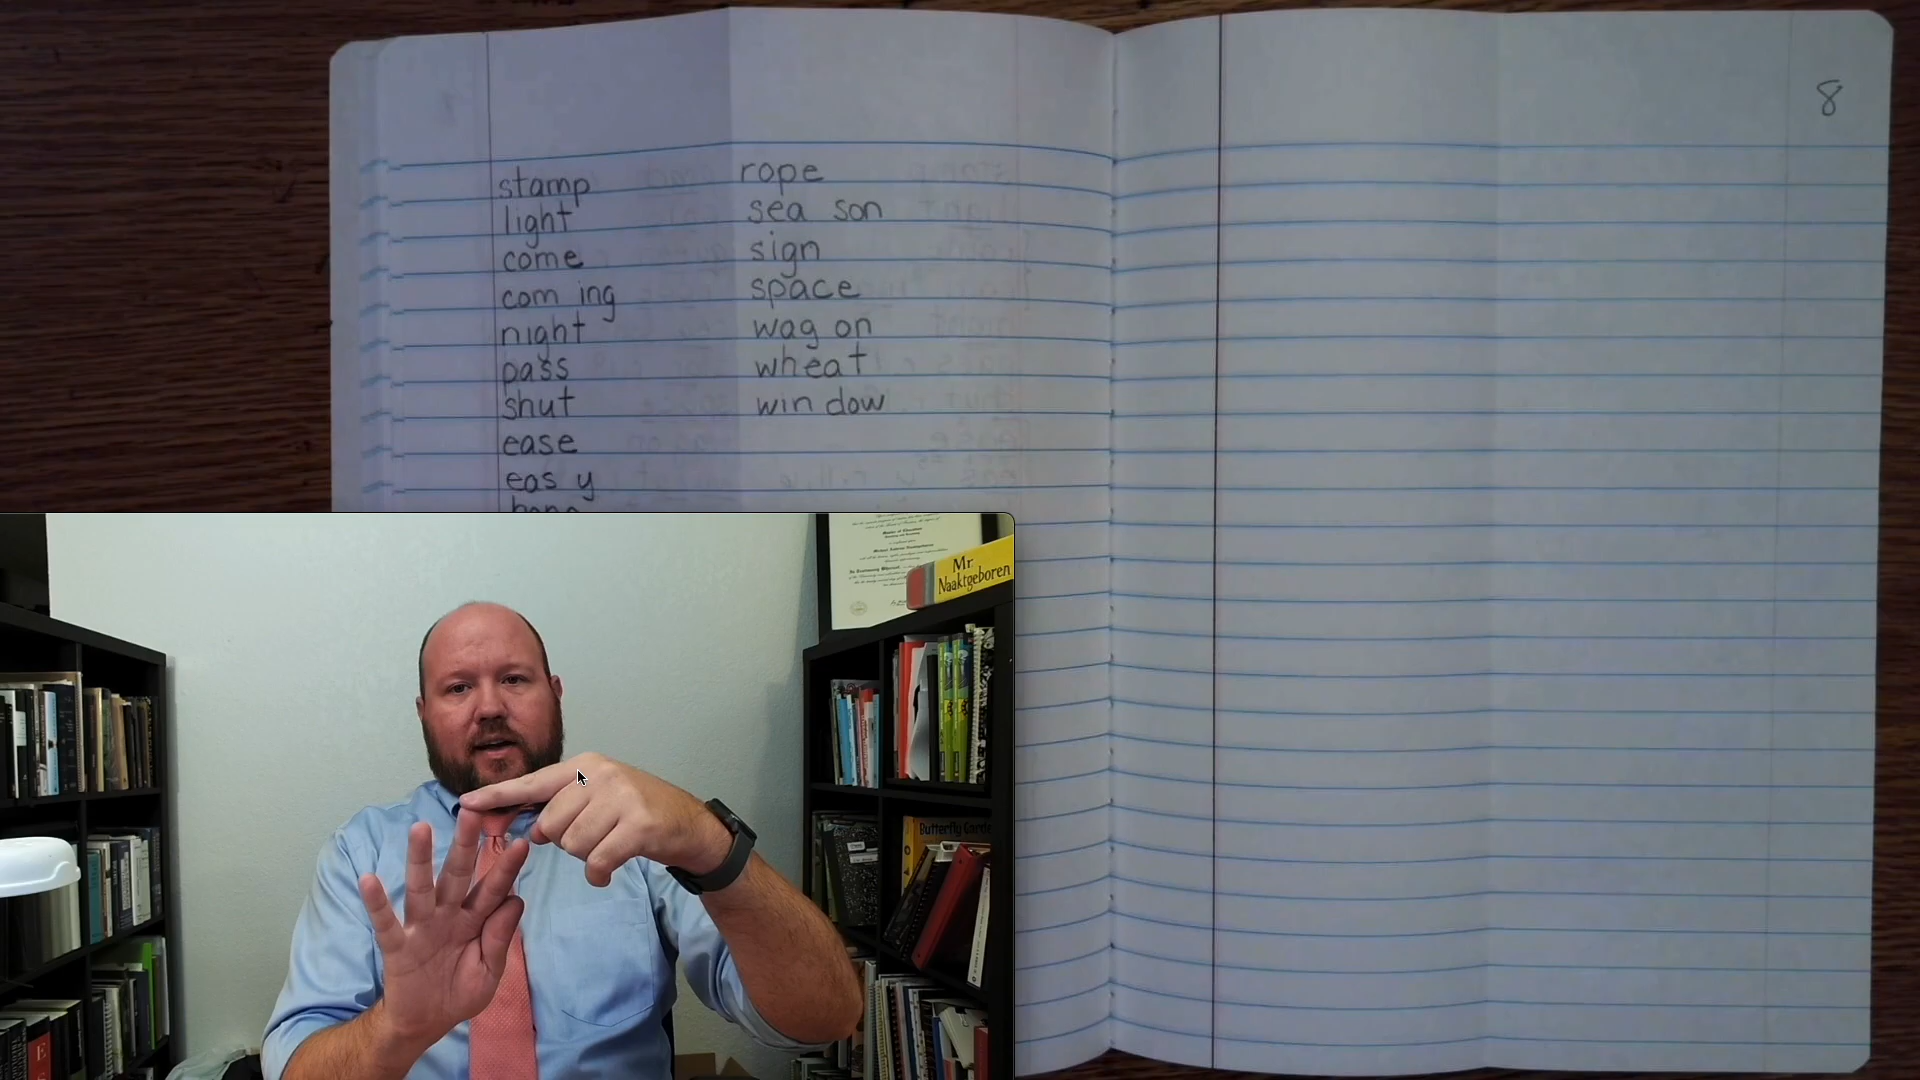 8
stamp
light
come
com ing
night
pass
shut
ease
eas y
rope
sea son
sign
space
wag on
wheat
win dow
Mr.
Naaktgeboren
Butterfly Garde